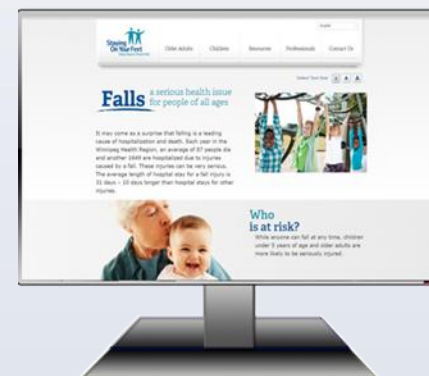 English
Staying
On Your Feet
Older Adults Children Resources Professionals Contact Us
Select Text Size: A A A
Falls a serious health issue
for people of all ages
It may come as a surprise that falling is a leading
cause of hospitalization and death. Each year in the
Winnipeg Health Region, an average of 87 people die
and another 1649 are hospitalized due to injuries
caused by a fall. These injuries can be very serious.
The average length of hospital stay for a fall injury is
31 days - 10 days longer than hospital stays for other
injuries.
Who
is at risk?
While anyone can fall at any time, children
under 5 years of age and older adults are
more likely to be seriously injured.